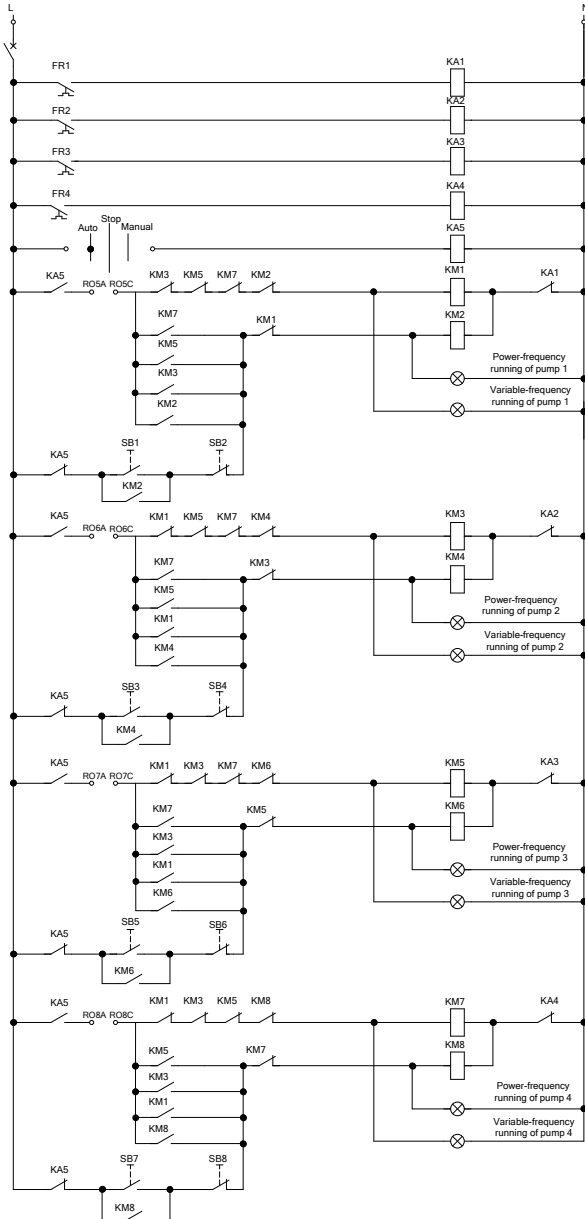 L N
FR1 KA1
FR2 KA2
FR3 KA3
FR4 KA4
Stop
Auto Manual KA5
KA5 RO5A RO5C KM3 KM5 KM7 KM2 KM1 KA1
KM7 KM1 KM2
KM5
KM3
KM2
Power-frequency
running of pump 1
Variable-frequency
running of pump 1
KA5 SB1 SB2
KM2
KA5 RO6A RO6C KM1 KM5 KM7 KM4 KM3 KA2
KM7 KM3 KM4
KM5
KM1
KM4
Power-frequency
running of pump 2
Variable-frequency
running of pump 2
KA5 SB3 SB4
KM4
KA5 RO7A RO7C KM1 KM3 KM7 KM6 KM5 KA3
KM7 KM5 KM6
KM3
KM1
KM6
Power-frequency
running of pump 3
Variable-frequency
running of pump 3
KA5 SB5 SB6
KM6
KA5 RO8A RO8C KM1 KM3 KM5 KM8 KM7 KA4
KM5 KM7 KM8
KM3
KM1
KM8
Power-frequency
running of pump 4
Variable-frequency
running of pump 4
KA5 SB7 SB8
KM8